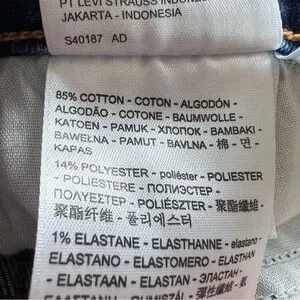 PT LEVI STRAUSS INDONE
JAKARTA - INDONESIA
S40187 AD
85% COTTON - COTON - ALGODÓN -
ALGODÃO - COTONE - BAUMWOLLE -
KATOEN - PAMUK - ХЛОПОК - BAMBAKI -
BAWEŁNA - PAMUT - BAVLNA - 棉 - 면 -
KAPAS
14% POLYESTER - poliéster - POLIESTER
- POLIESTERE - ПОЛИЭСТЕР -
ΠΟΛΥΕΣΤΕΡ - POLIÉSZTER - POLYESTER -
聚酯纖維 - 聚酯纤维 - 폴리에스터
1% ELASTANE - ELASTHANNE - elastano -
ELASTANO - ELASTOMERO - ELASTHAN
- ELASTAAN - ELASTAN - ЭЛАСТАН -